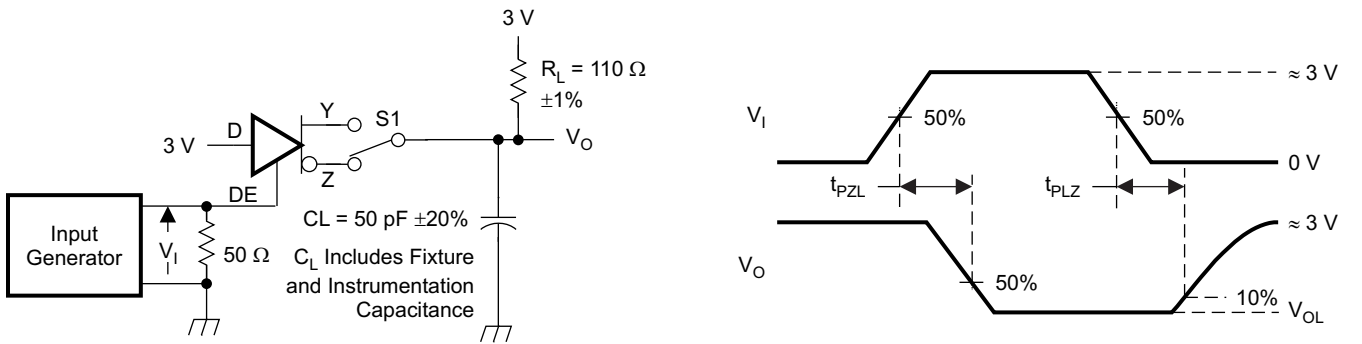 3 V
R_L = 110 Ω
±1%
Y
S1
D
3 V
V_O
Z
DE
Input
Generator
V_I
50 Ω
CL = 50 pF ±20%
C_L Includes Fixture
and Instrumentation
Capacitance
≈ 3 V
V_I
50%
50%
0 V
t_PZL
t_PLZ
≈ 3 V
V_O
50%
10%
V_OL